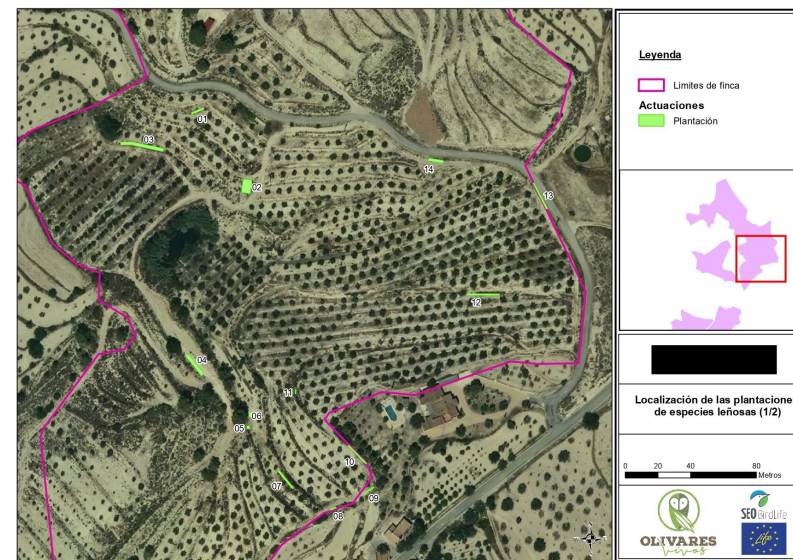 01
03
02
14
13
12
04
11
06
05
10
07
09
08
Leyenda
Limites de finca
Actuaciones
Plantación
Localización de las plantacione
de especies leñosas (1/2)
0 20 40 80
Metros
OLIVARES
vivos
SEO BirdLife
Life